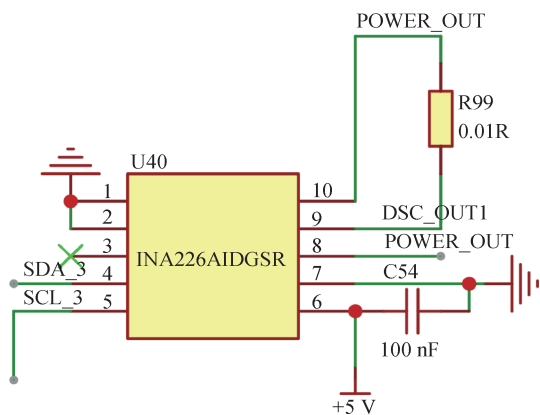 POWER_OUT
R99
0.01R
U40
1
10
2
9
DSC_OUT1
3
INA226AIDGSR
8
POWER_OUT
SDA_3
4
7
C54
SCL_3
5
6
100 nF
+5 V